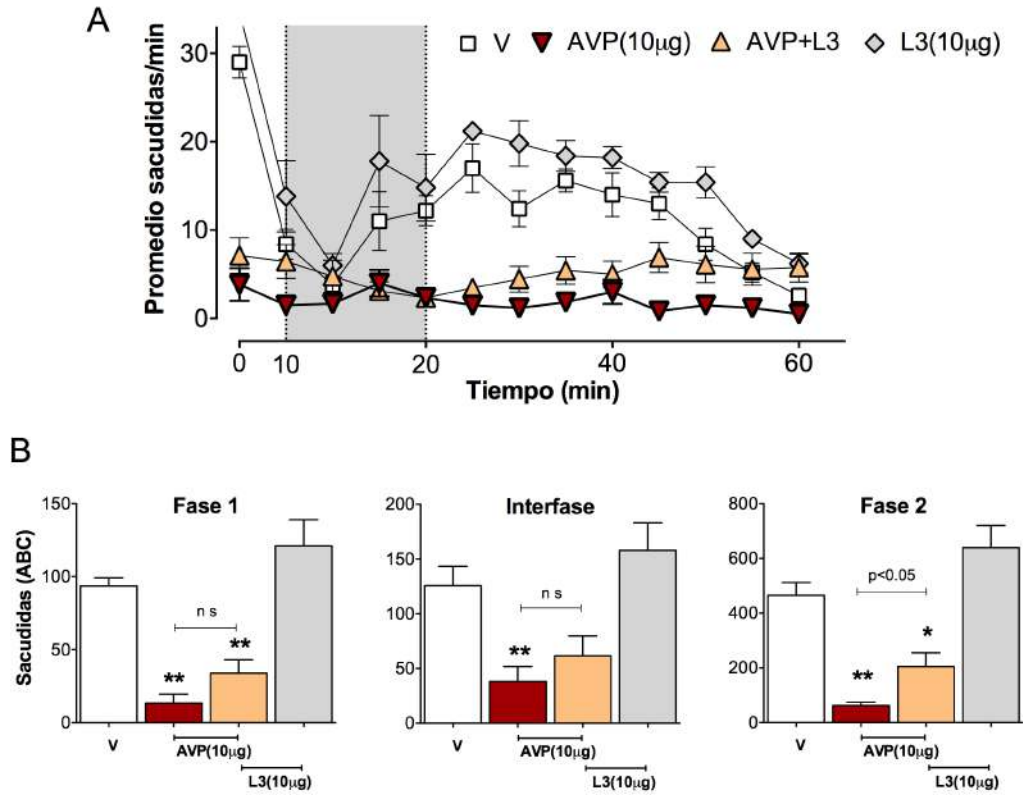 A
V AVP(10µg) AVP+L3 L3(10µg)
Promedio sacudidas/min
30
20
10
0
0 10 20 40 60
Tiempo (min)
B
Sacudidas (ABC)
Fase 1
150
100
50
0
n s
** **
V AVP(10µg)
L3(10µg)
Interfase
200
150
100
50
0
n s
**
V AVP(10µg)
L3(10µg)
Fase 2
800
600
400
200
0
p<0.05
** *
V AVP(10µg)
L3(10µg)